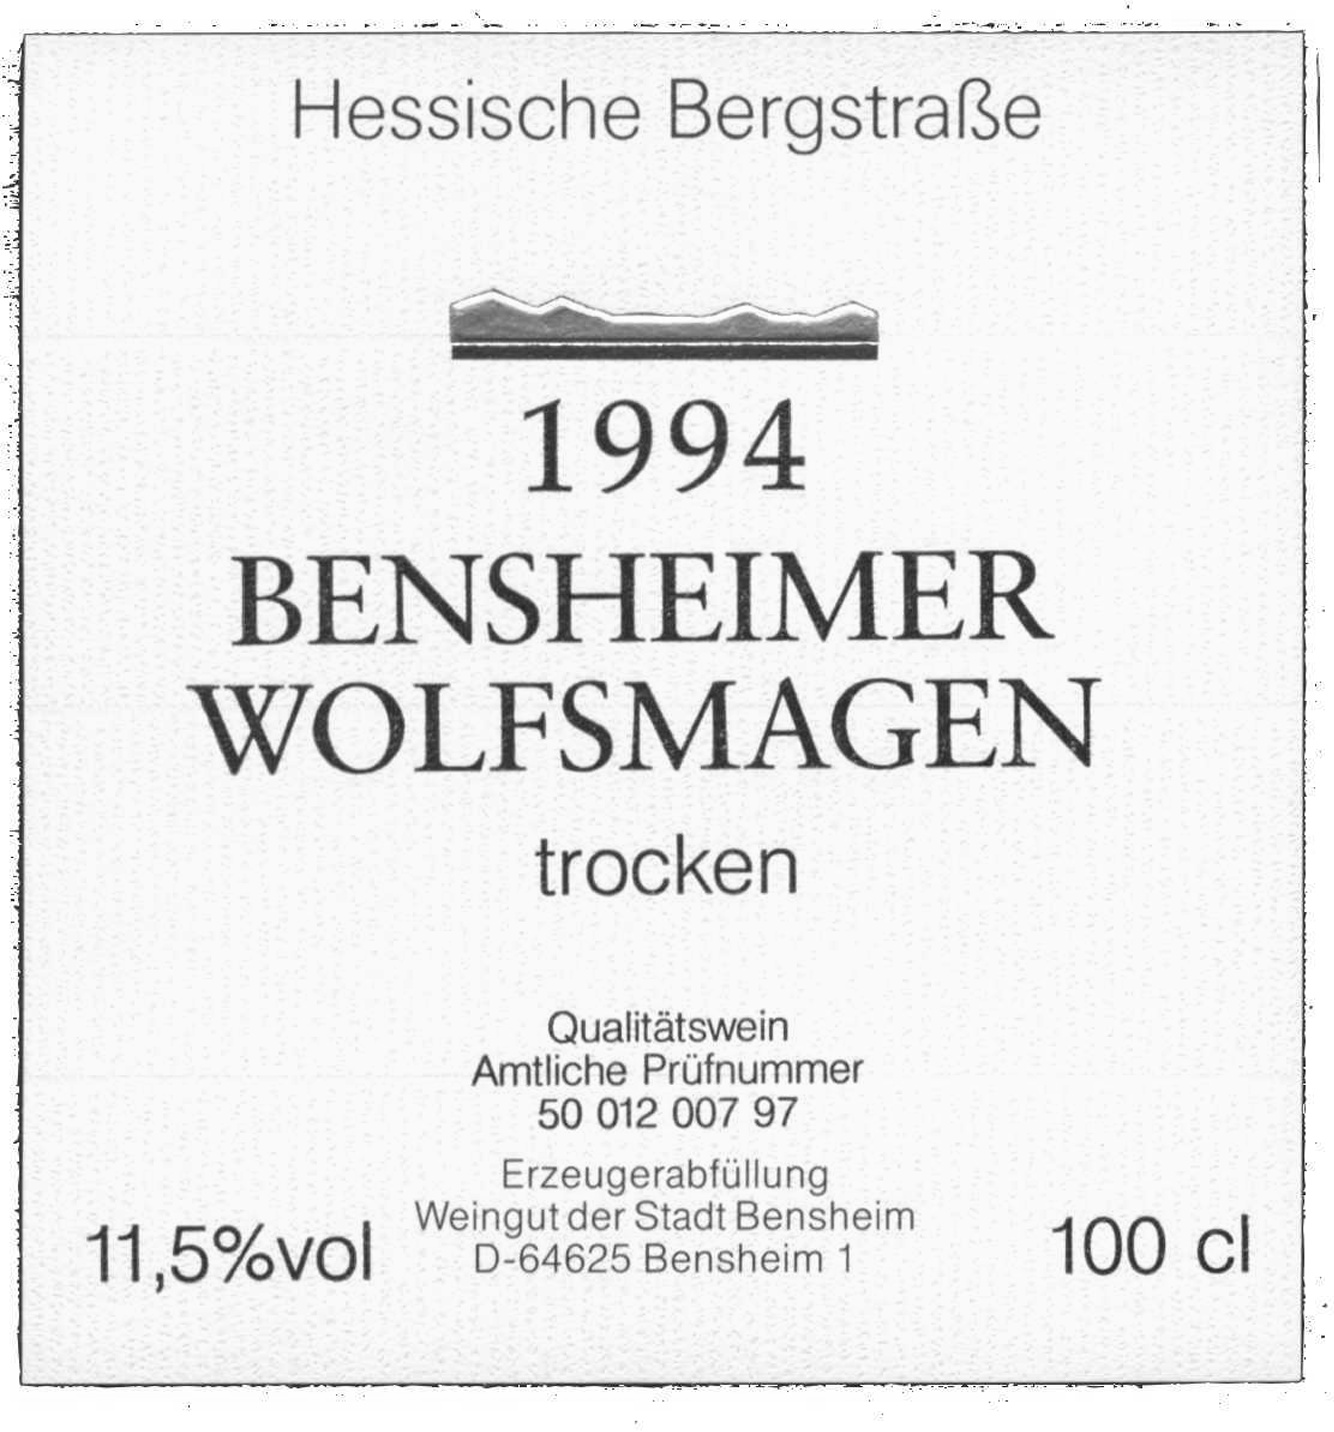 Hessische Bergstraße
1994
BENSHEIMER
WOLFSMAGEN
trocken
Qualitätswein
Amtliche Prüfnummer
50 012 007 97
Erzeugerabfüllung
Weingut der Stadt Bensheim
D-64625 Bensheim 1
11,5%vol
100 cl